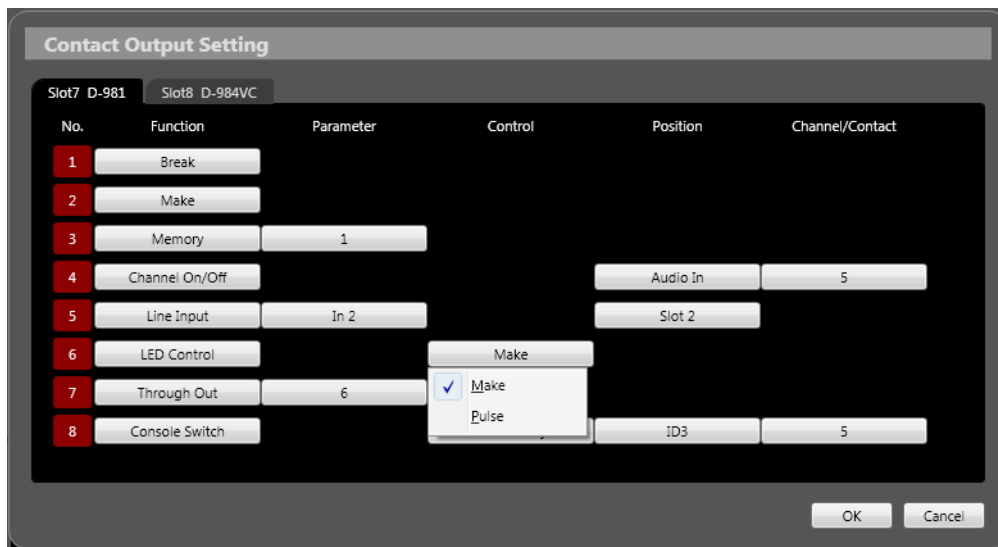 Contact Output Setting
Slot7 D-981 Slot8 D-984VC
No. Function Parameter Control Position Channel/Contact
1 Break
2 Make
3 Memory 1
4 Channel On/Off Audio In 5
5 Line Input In 2 Slot 2
6 LED Control Make
Make
7 Through Out 6
Pulse
8 Console Switch ID3 5
OK Cancel